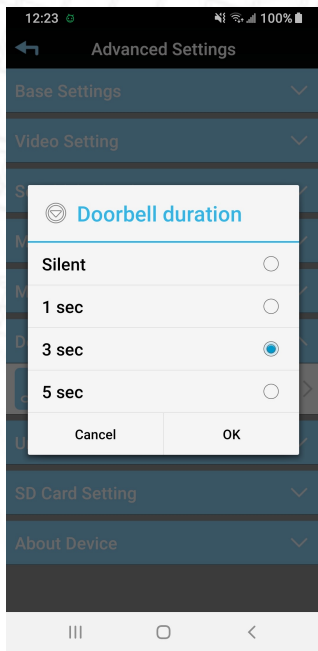 12:23 100%
Advanced Settings
Base Settings
Video Setting
Doorbell duration
Silent
1 sec
3 sec
5 sec
Cancel OK
SD Card Setting
About Device